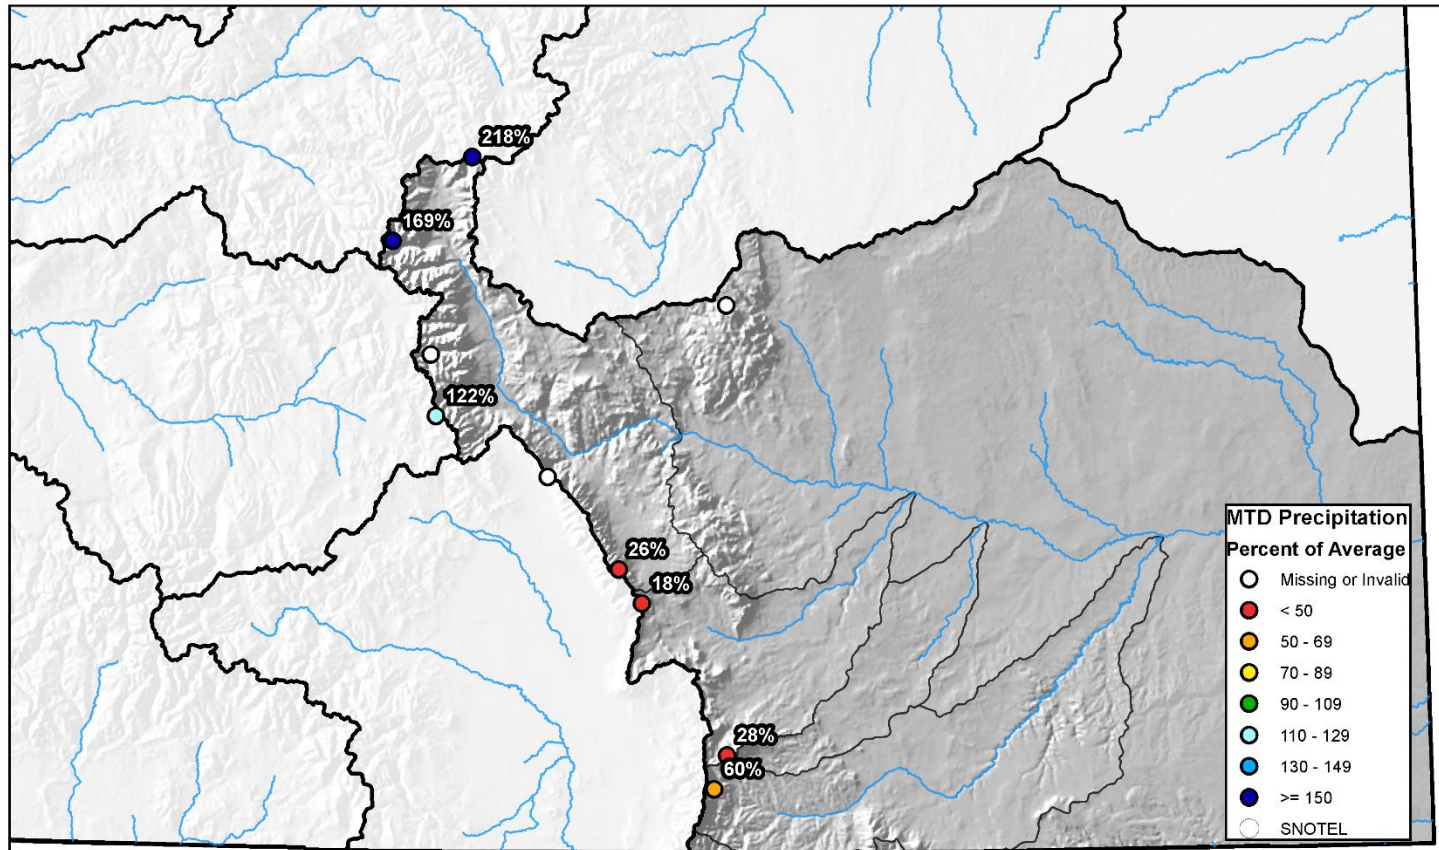 218%
169%
122%
26%
18%
28%
60%
MTD Precipitation
Percent of Average
Missing or Invalid
< 50
50 - 69
70 - 89
90 - 109
110 - 129
130 - 149
>= 150
SNOTEL